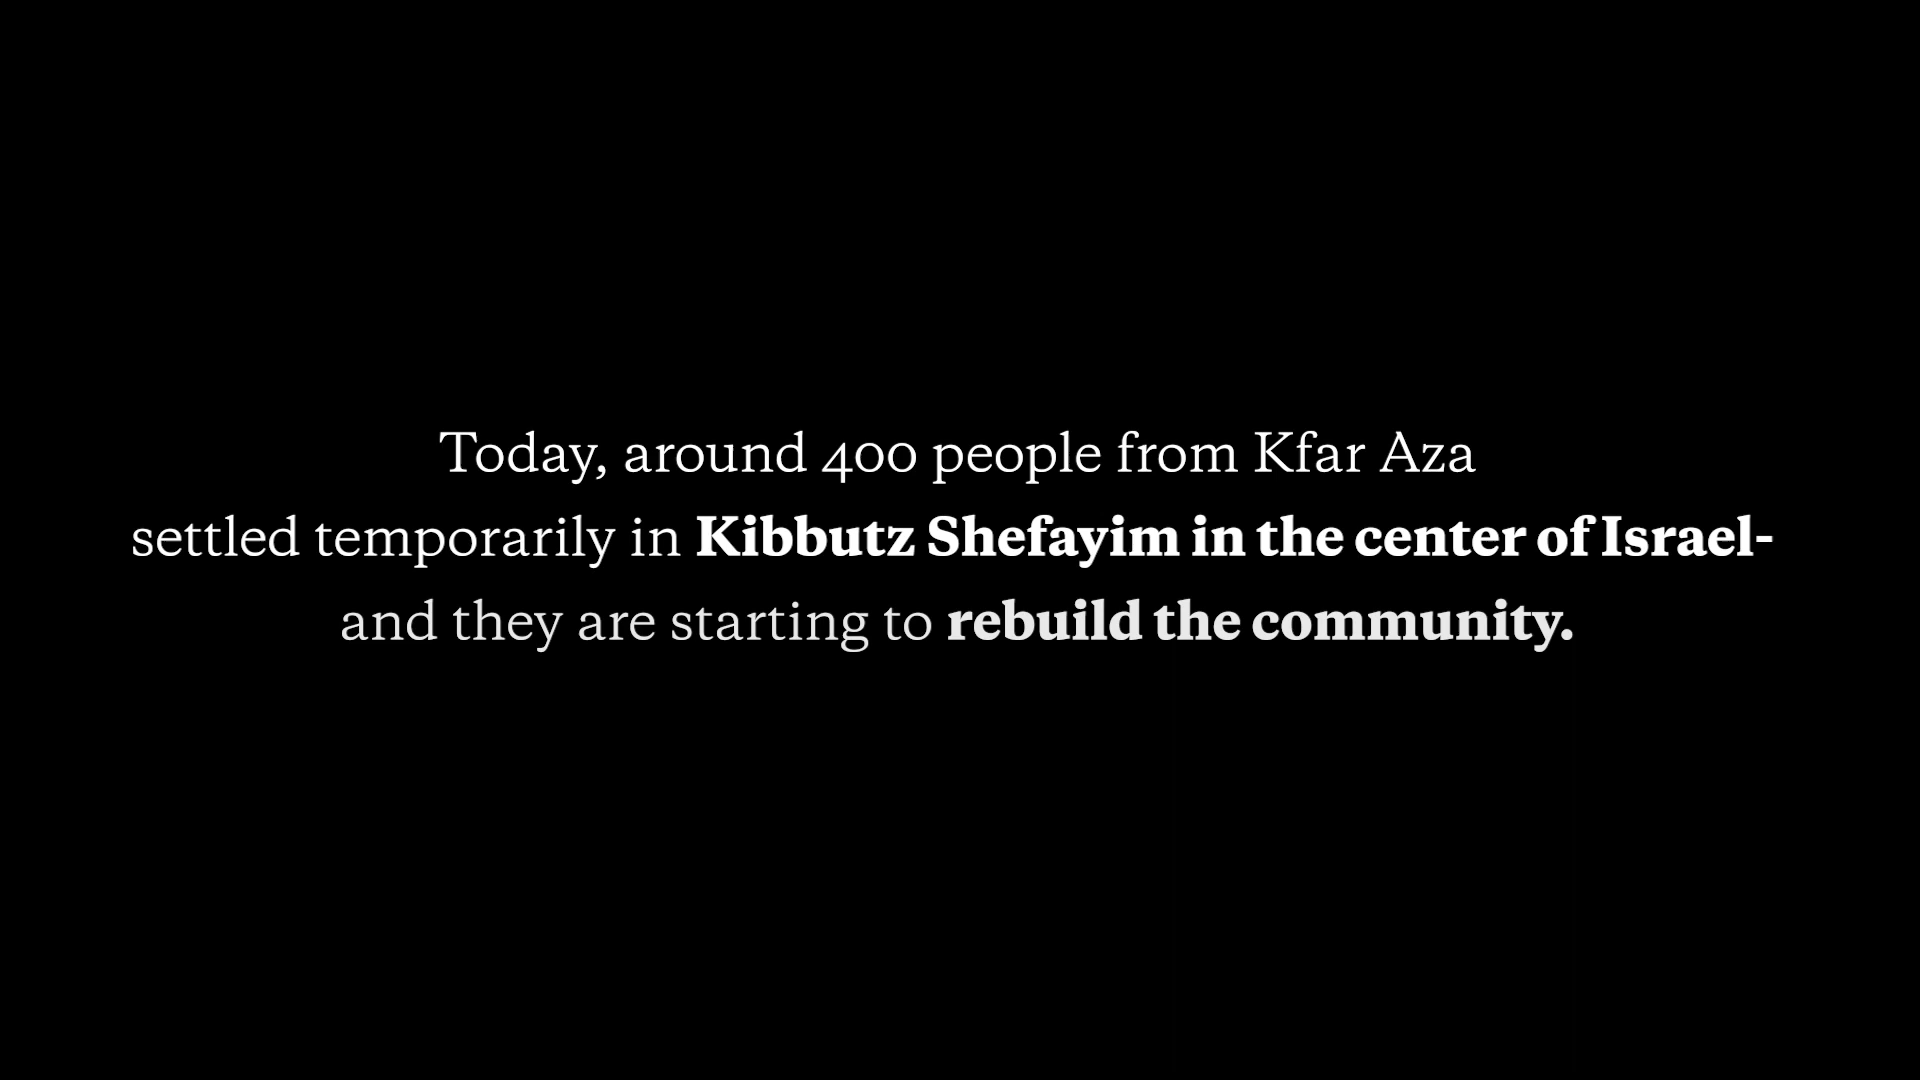 Today, around 400 people from Kfar Aza
settled temporarily in Kibbutz Shefayim in the center of Israel-
and they are starting to rebuild the community.